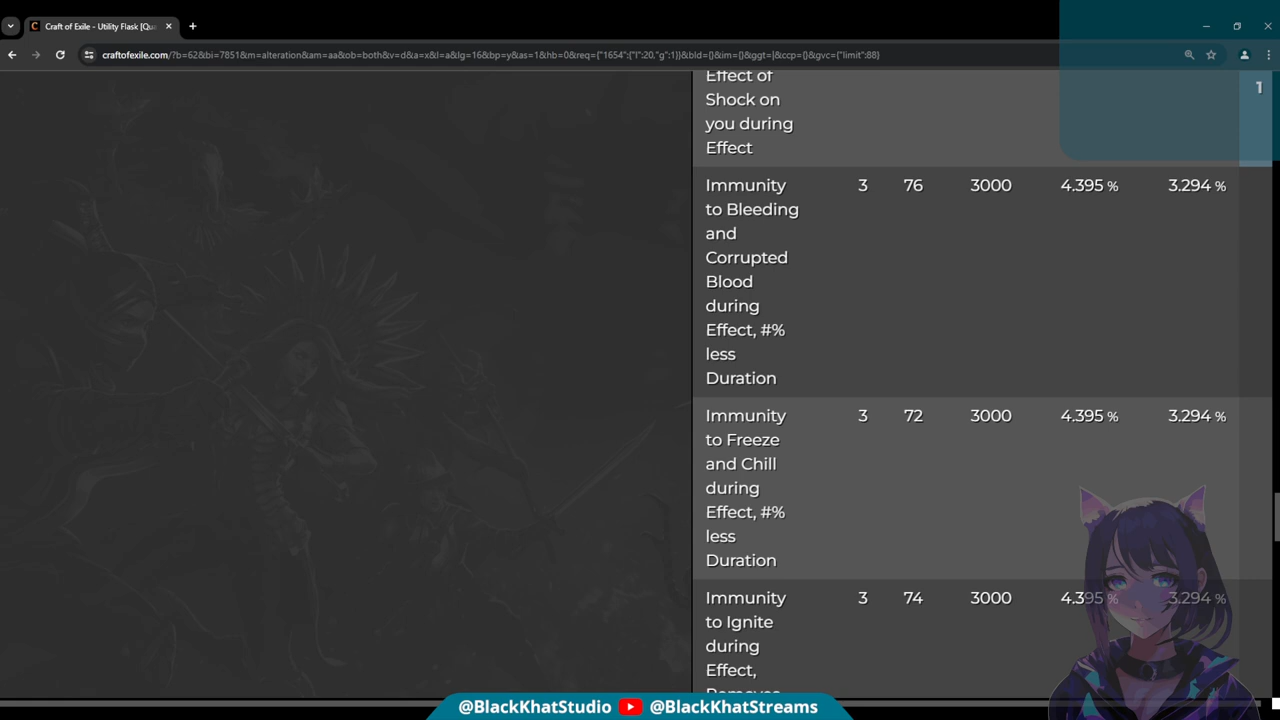 Craft of Exile - Utility Flask [Qu
craftofexile.com/?b=62&bi=7851&m=alteration&am=aa&ob=both&v=d&a=x&l=a&lg=16&bp=y&as=1&hb=0&req={"1654":{"l":20,"g":1}}&bld={}&im={}&ggt=|&ccp={}&gvc={"limit":88}
Effect of
Shock on
you during
Effect
1
Immunity 3 76 3000 4.395 % 3.294 %
to Bleeding
and
Corrupted
Blood
during
Effect, #%
less
Duration
Immunity 3 72 3000 4.395 % 3.294 %
to Freeze
and Chill
during
Effect, #%
less
Duration
Immunity 3 74 3000 4.395 % 3.294 %
to Ignite
during
Effect,
Removes
@BlackKhatStudio @BlackKhatStreams